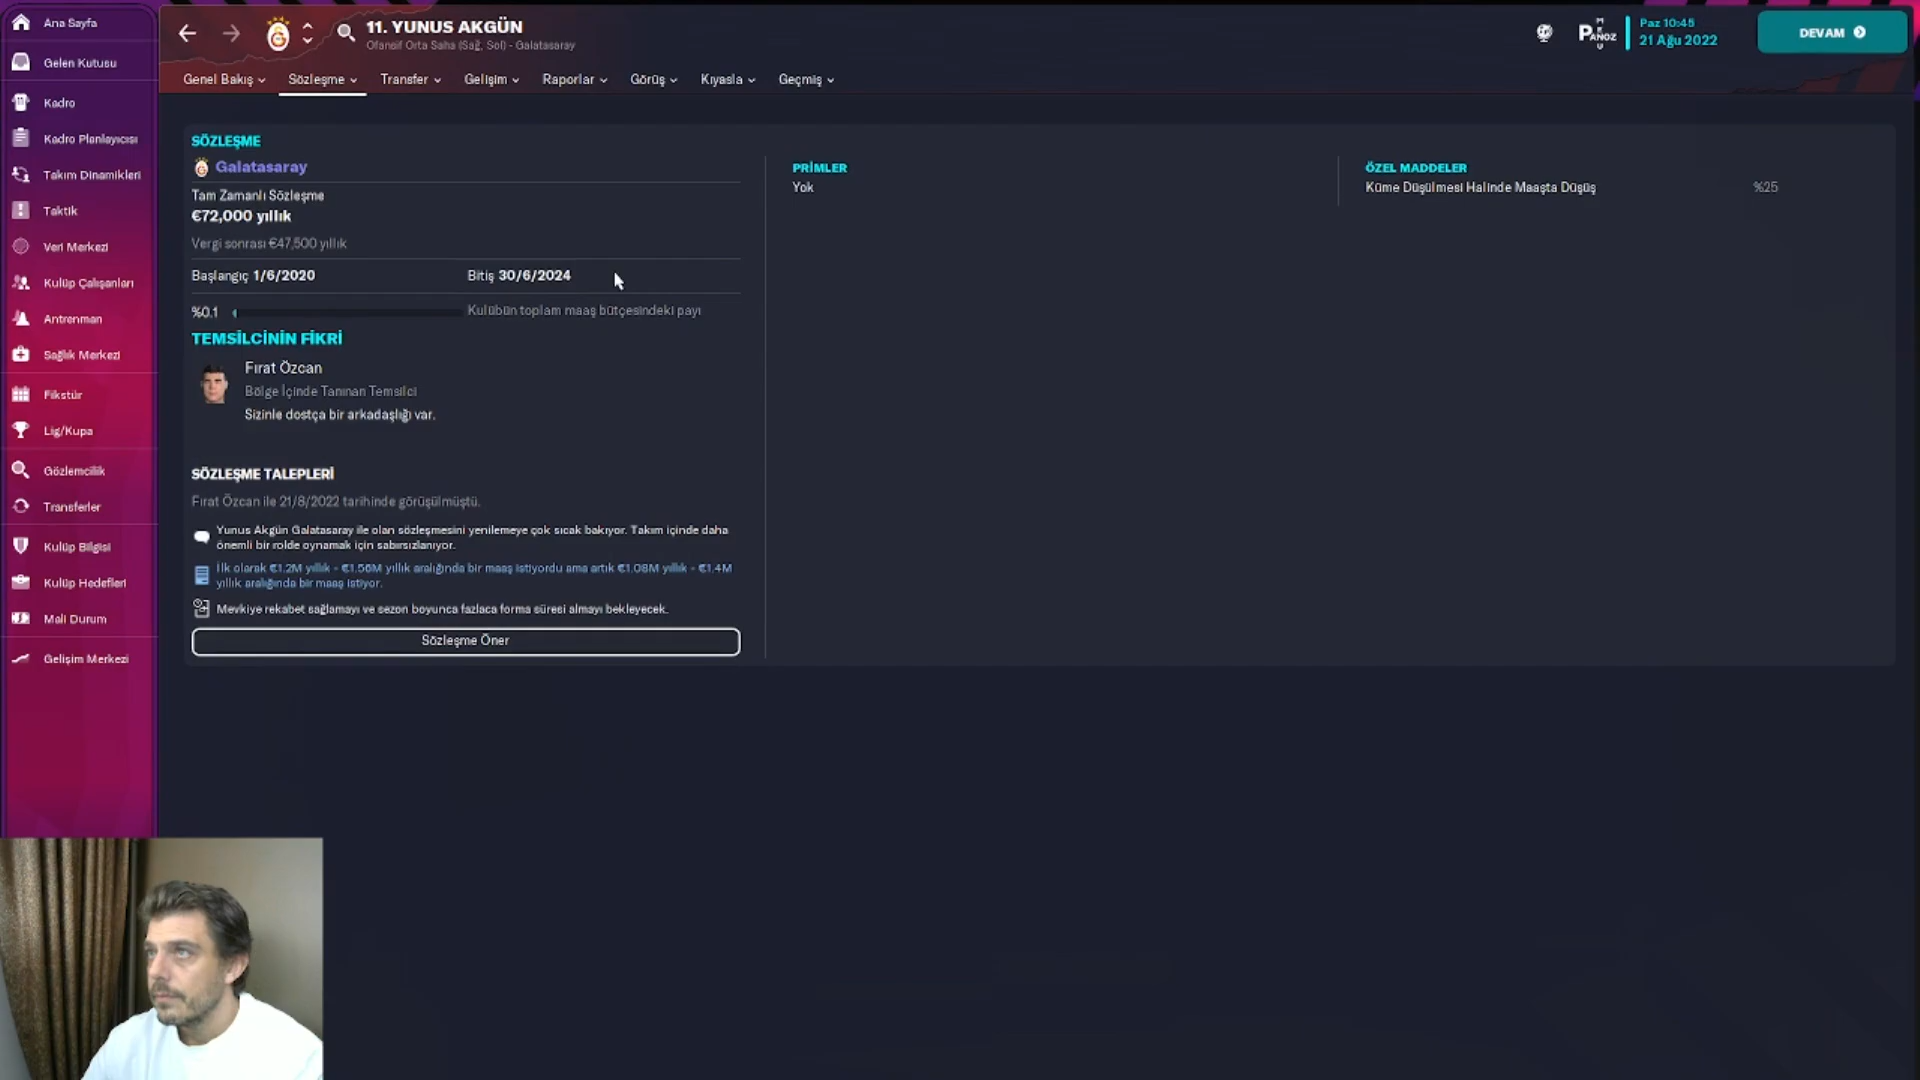 Ana Sayfa
Gelen Kutusu
Kadro
Kadro Planlayıcısı
Takım Dinamikleri
Taktik
Veri Merkezi
Kulüp Çalışanları
Antrenman
Sağlık Merkezi
Fikstür
Lig/Kupa
Gözlemcilik
Transferler
Kulüp Bilgisi
Kulüp Hedefleri
Mali Durum
Gelişim Merkezi
11. YUNUS AKGÜN
Ofansif Orta Saha (Sağ, Sol) - Galatasaray
Paz 10:45
21 Ağu 2022
DEVAM
Genel Bakış
Sözleşme
Transfer
Gelişim
Raporlar
Görüş
Kıyasla
Geçmiş
SÖZLEŞME
Galatasaray
Tam Zamanlı Sözleşme
€72,000 yıllık
Vergi sonrası €47,500 yıllık
Başlangıç 1/6/2020 Bitiş 30/6/2024
%0.1 Kulübün toplam maaş bütçesindeki payı
TEMSİLCİNİN FİKRİ
Fırat Özcan
Bölge İçinde Tanınan Temsilci
Sizinle dostça bir arkadaşlığı var.
SÖZLEŞME TALEPLERİ
Fırat Özcan ile 21/8/2022 tarihinde görüşülmüştü.
Yunus Akgün Galatasaray ile olan sözleşmesini yenilemeye çok sıcak bakıyor. Takım içinde daha
önemli bir rolde oynamak için sabırsızlanıyor.
İlk olarak €1.2M yıllık - €1.56M yıllık aralığında bir maaş istiyordu ama artık €1.08M yıllık - €1.4M
yıllık aralığında bir maaş istiyor.
Mevkiye rekabet sağlamayı ve sezon boyunca fazlaca forma süresi almayı bekleyecek.
Sözleşme Öner
PRİMLER
Yok
ÖZEL MADDELER
Küme Düşülmesi Halinde Maaşta Düşüş %25